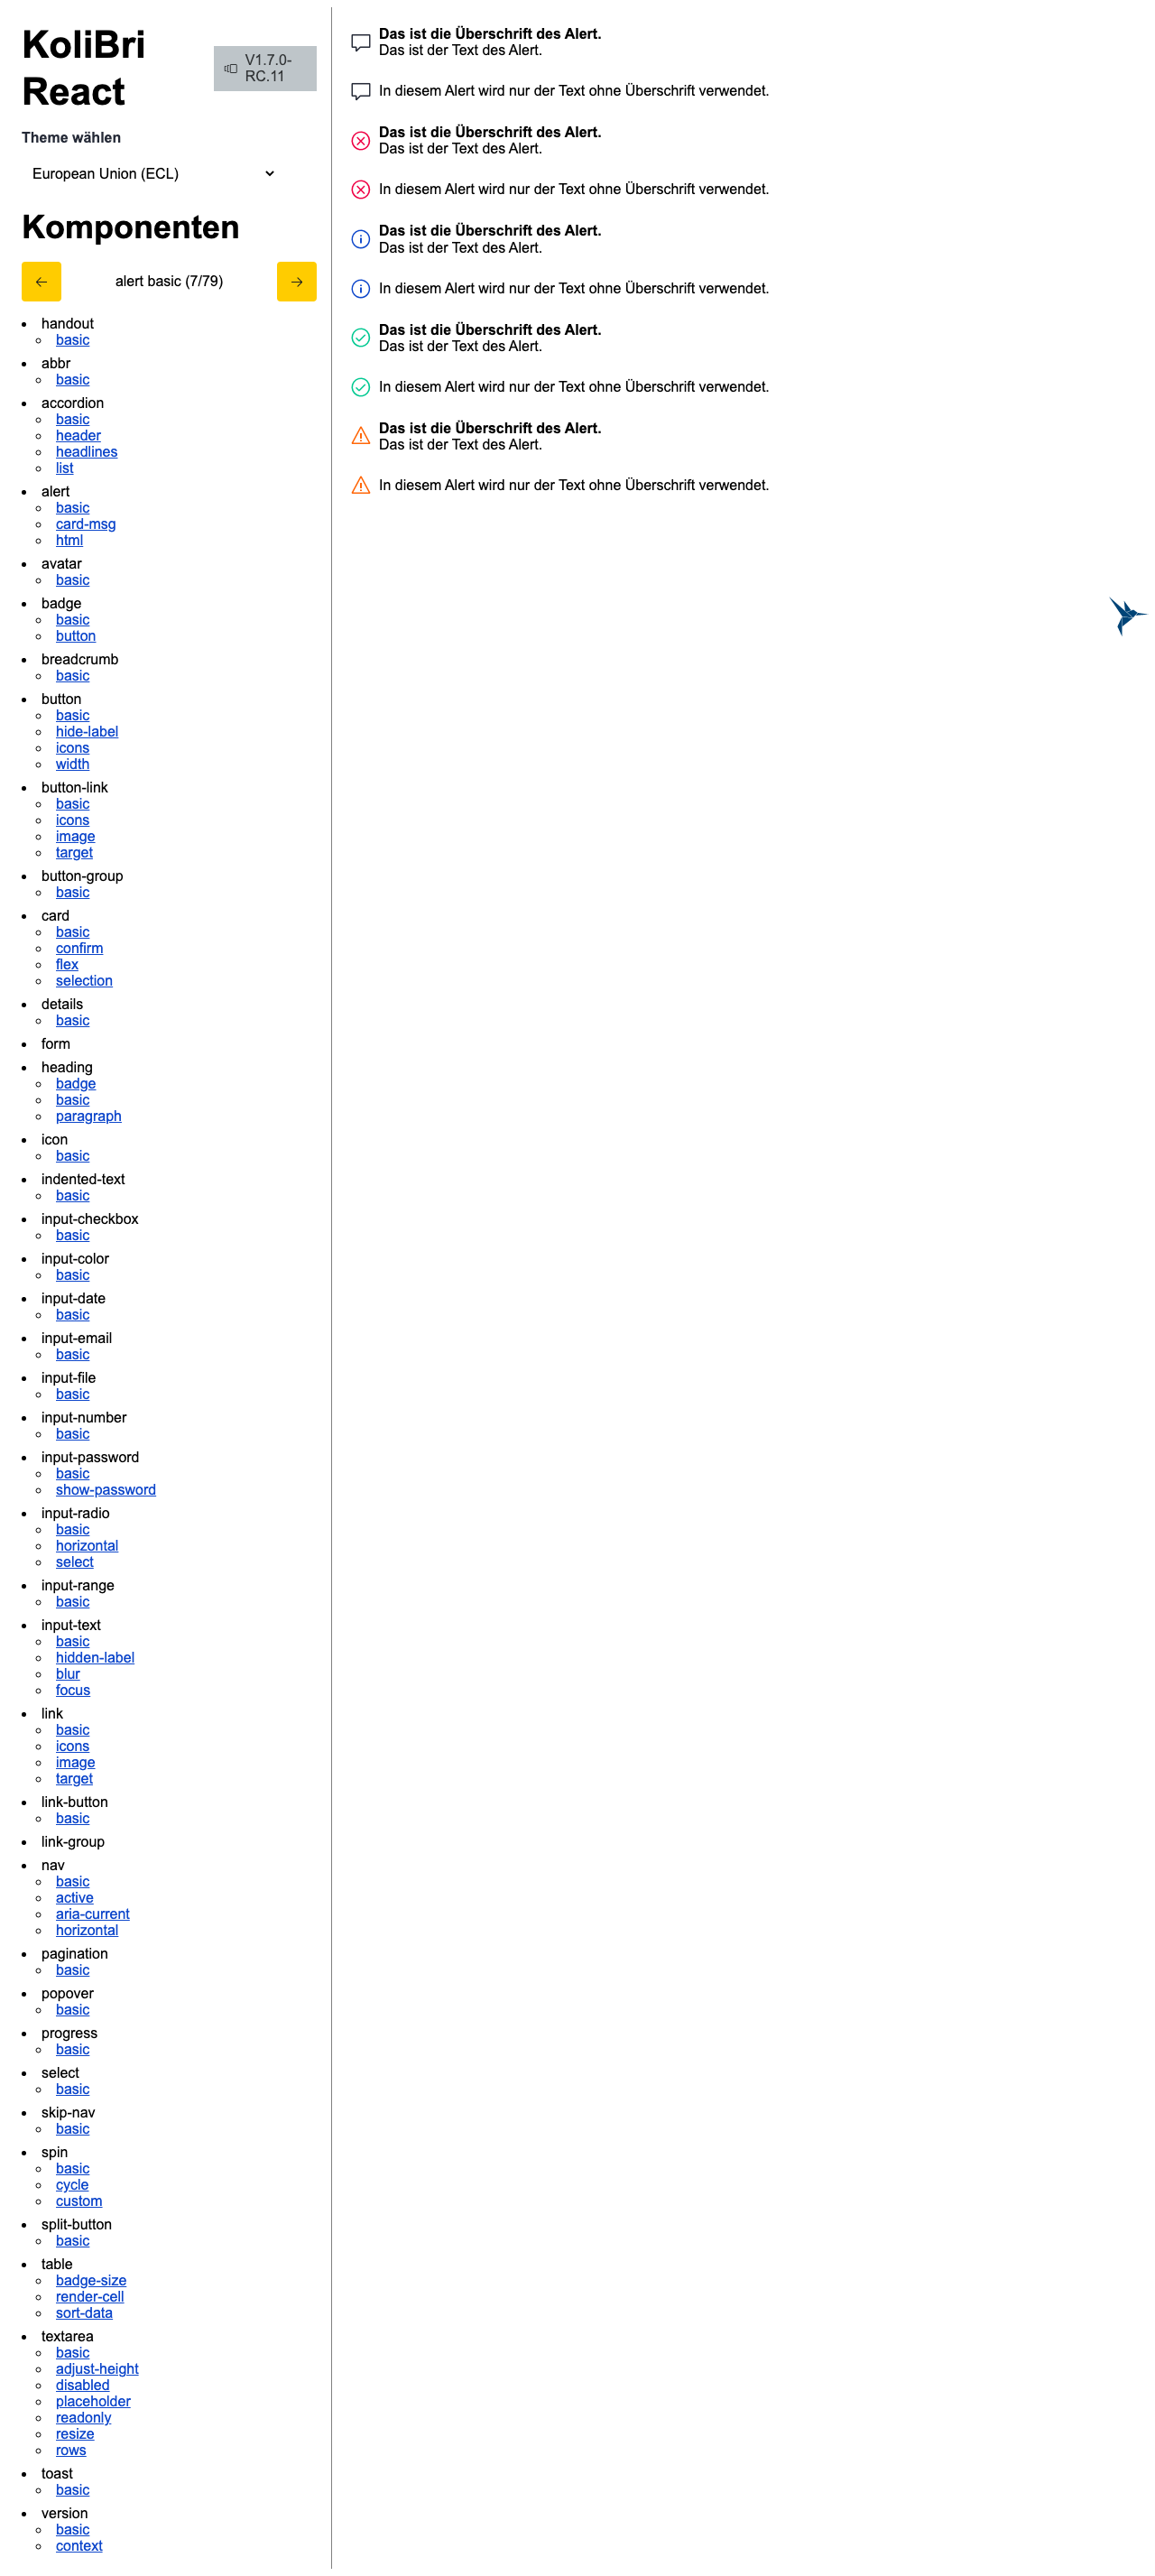 KoliBri
React
V1.7.0-
RC.11
Theme wählen
European Union (ECL)
Komponenten
alert basic (7/79)
handout
basic
abbr
basic
accordion
basic
header
headlines
list
alert
basic
card-msg
html
avatar
basic
badge
basic
button
breadcrumb
basic
button
basic
hide-label
icons
width
button-link
basic
icons
image
target
button-group
basic
card
basic
confirm
flex
selection
details
basic
form
heading
badge
basic
paragraph
icon
basic
indented-text
basic
input-checkbox
basic
input-color
basic
input-date
basic
input-email
basic
input-file
basic
input-number
basic
input-password
basic
show-password
input-radio
basic
horizontal
select
input-range
basic
input-text
basic
hidden-label
blur
focus
link
basic
icons
image
target
link-button
basic
link-group
nav
basic
active
aria-current
horizontal
pagination
basic
popover
basic
progress
basic
select
basic
skip-nav
basic
spin
basic
cycle
custom
split-button
basic
table
badge-size
render-cell
sort-data
textarea
basic
adjust-height
disabled
placeholder
readonly
resize
rows
toast
basic
version
basic
context
Das ist die Überschrift des Alert.
Das ist der Text des Alert.
In diesem Alert wird nur der Text ohne Überschrift verwendet.
Das ist die Überschrift des Alert.
Das ist der Text des Alert.
In diesem Alert wird nur der Text ohne Überschrift verwendet.
Das ist die Überschrift des Alert.
Das ist der Text des Alert.
In diesem Alert wird nur der Text ohne Überschrift verwendet.
Das ist die Überschrift des Alert.
Das ist der Text des Alert.
In diesem Alert wird nur der Text ohne Überschrift verwendet.
Das ist die Überschrift des Alert.
Das ist der Text des Alert.
In diesem Alert wird nur der Text ohne Überschrift verwendet.